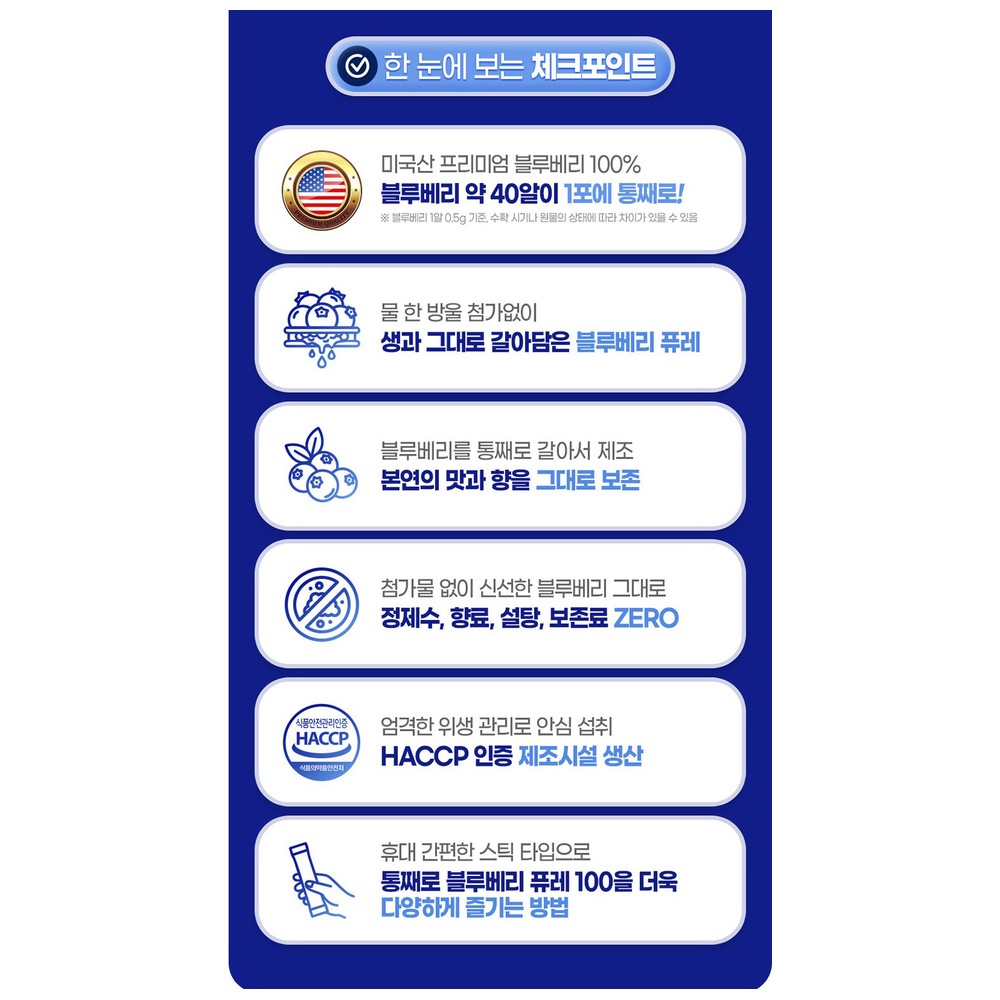 한 눈에 보는 체크포인트
미국산 프리미엄 블루베리 100%
블루베리 약 40알이 1포에 통째로!
※ 블루베리 1알 0.5g 기준, 수확 시기나 원물의 상태에 따라 차이가 있을 수 있음
PREMIUM QUALITY
물 한 방울 첨가없이
생과 그대로 갈아담은 블루베리 퓨레
블루베리를 통째로 갈아서 제조
본연의 맛과 향을 그대로 보존
첨가물 없이 신선한 블루베리 그대로
정제수, 향료, 설탕, 보존료 ZERO
식품안전관리인증
HACCP
식품의약품안전처
엄격한 위생 관리로 안심 섭취
HACCP 인증 제조시설 생산
휴대 간편한 스틱 타입으로
통째로 블루베리 퓨레 100을 더욱
다양하게 즐기는 방법